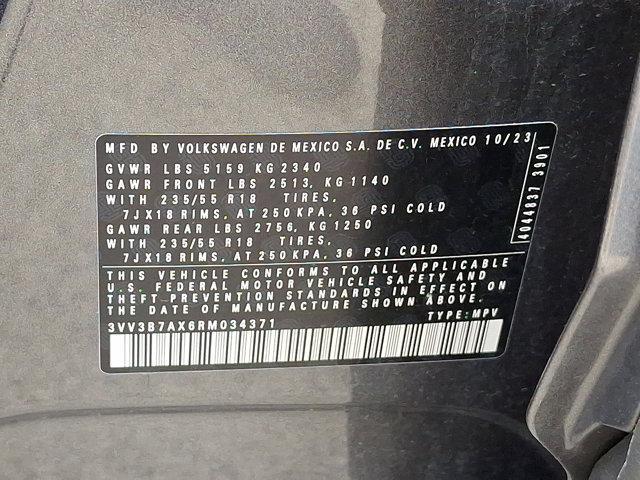 MFD BY VOLKSWAGEN DE MEXICO S.A. DE C.V. MEXICO 10/23
GVWR LBS 5159 KG 2340
GAWR FRONT LBS 2513, KG 1140
WITH 235/55 R18 TIRES,
7JX18 RIMS, AT 250 KPA, 36 PSI COLD
GAWR REAR LBS 2756, KG 1250
WITH 235/55 R18 TIRES,
7JX18 RIMS, AT 250 KPA, 36 PSI COLD
THIS VEHICLE CONFORMS TO ALL APPLICABLE
U.S. FEDERAL MOTOR VEHICLE SAFETY AND
THEFT PREVENTION STANDARDS IN EFFECT ON
THE DATE OF MANUFACTURE SHOWN ABOVE.
3VV3B7AX6RM034371 TYPE: MPV
4044837 3901